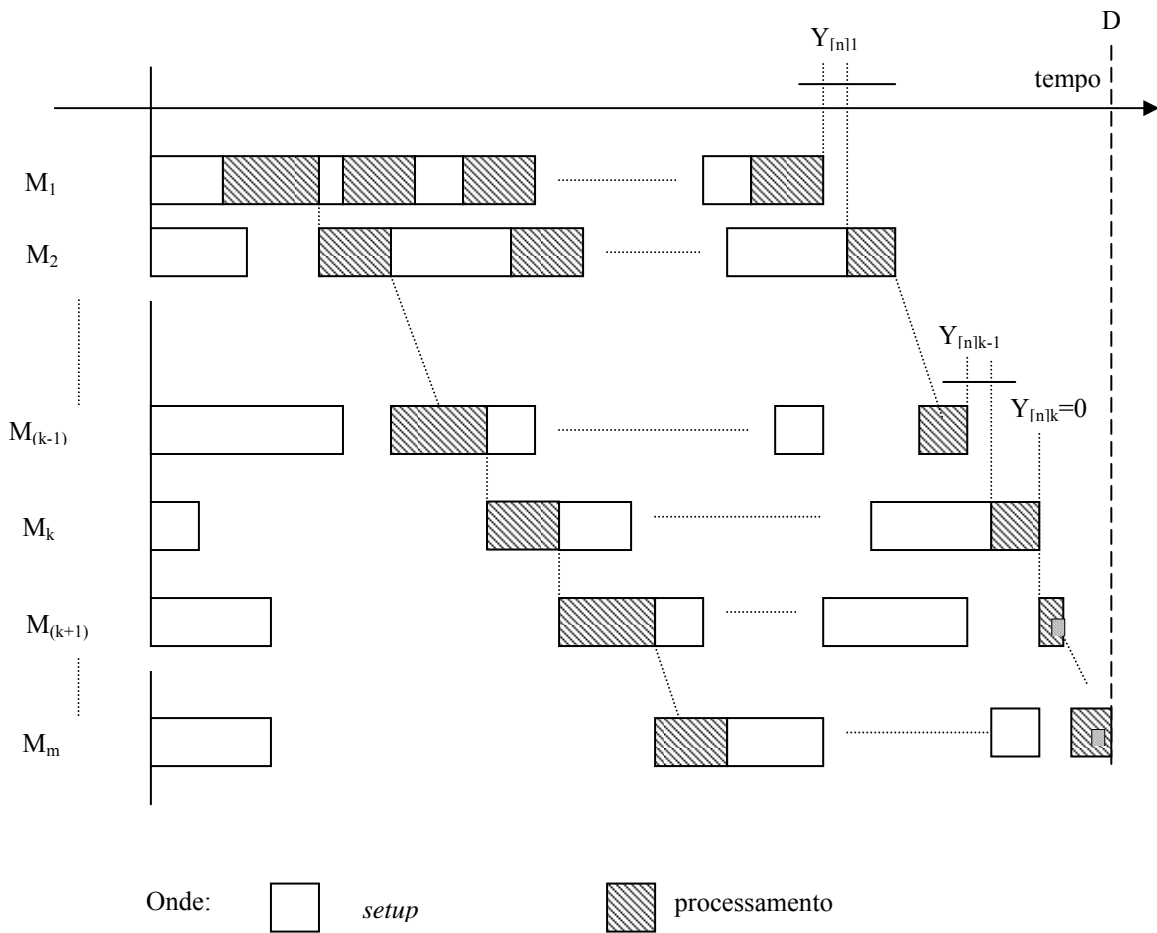 D
Y[n]1
tempo
M1
M2
Y[n]k-1
Y[n]k=0
M(k-1)
Mk
M(k+1)
Mm
Onde: setup processamento